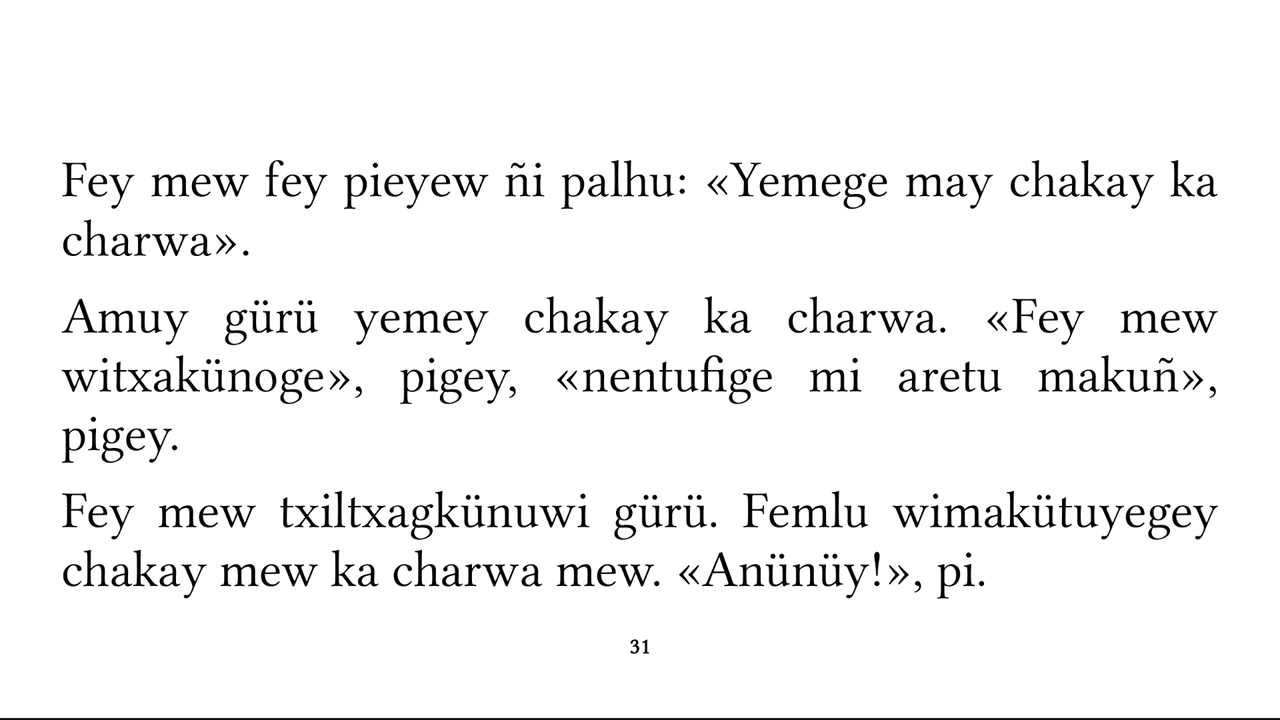 Fey mew fey pieyew ñi palhu: «Yemege may chakay ka
charwa».
Amuy gürü yemey chakay ka charwa. «Fey mew
witxakünoge», pigey, «nentufige mi aretu makuñ»,
pigey.
Fey mew txiltxagkünuwi gürü. Femlu wimakütuyegey
chakay mew ka charwa mew. «Anünüy!», pi.
31